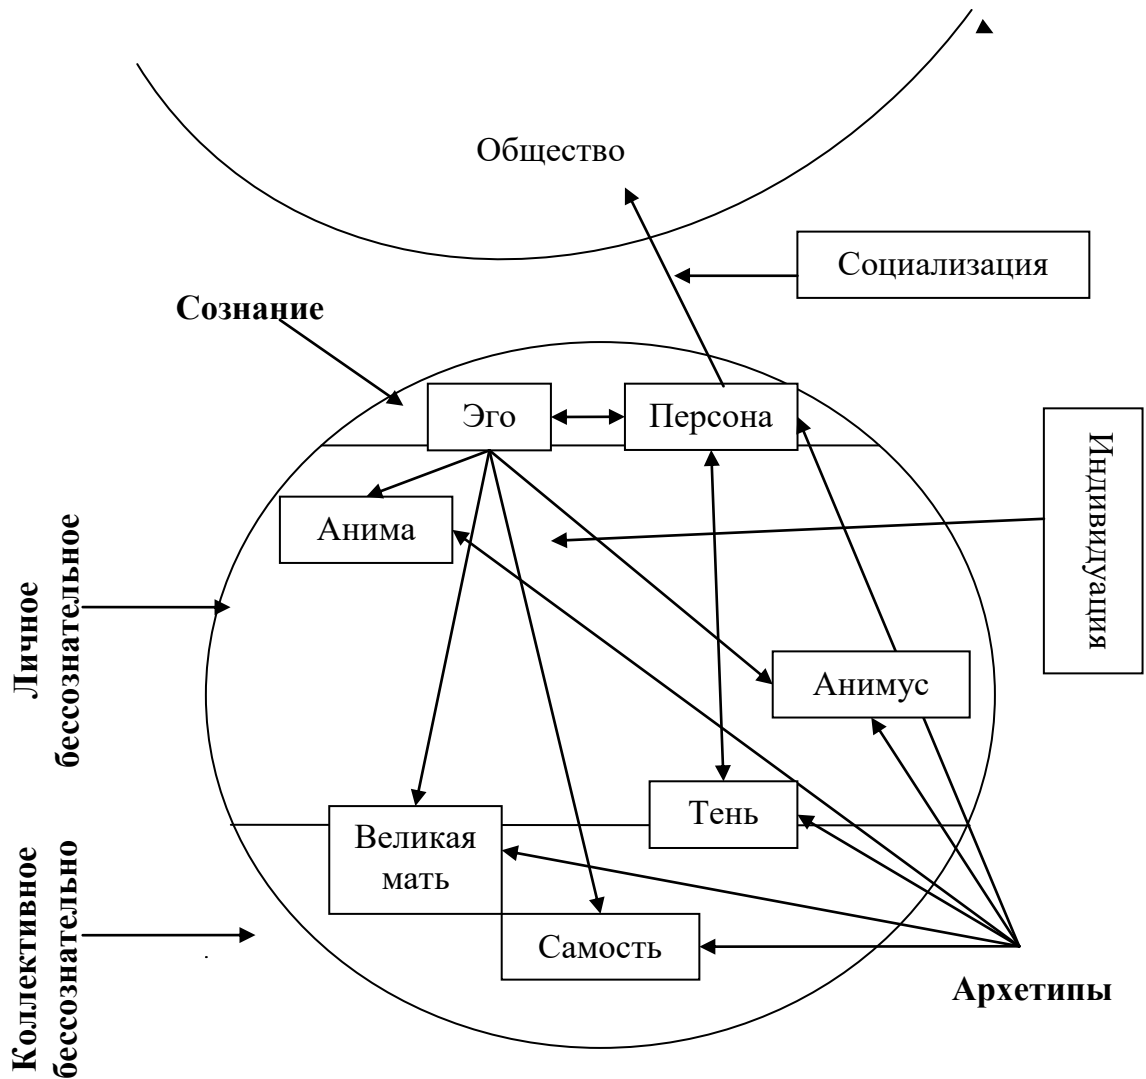 Общество
Социализация
Сознание
Эго
Персона
Индивидуация
Анима
Личное
бессознательное
Анимус
Тень
Великая
мать
Коллективное
бессознательно
Самость
Архетипы